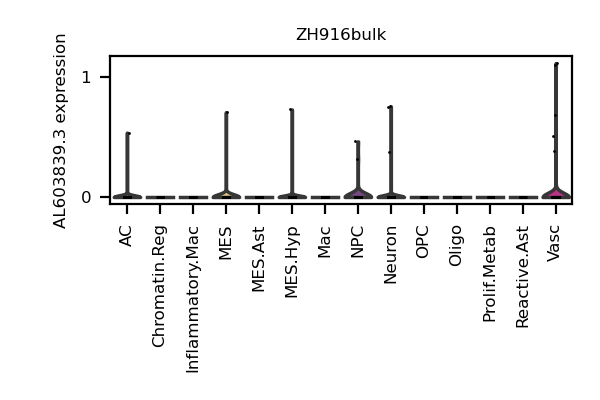 ZH916bulk
AL603839.3 expression
1
0
AC
Chromatin.Reg
Inflammatory.Mac
MES
MES.Ast
MES.Hyp
Mac
NPC
Neuron
OPC
Oligo
Prolif.Metab
Reactive.Ast
Vasc